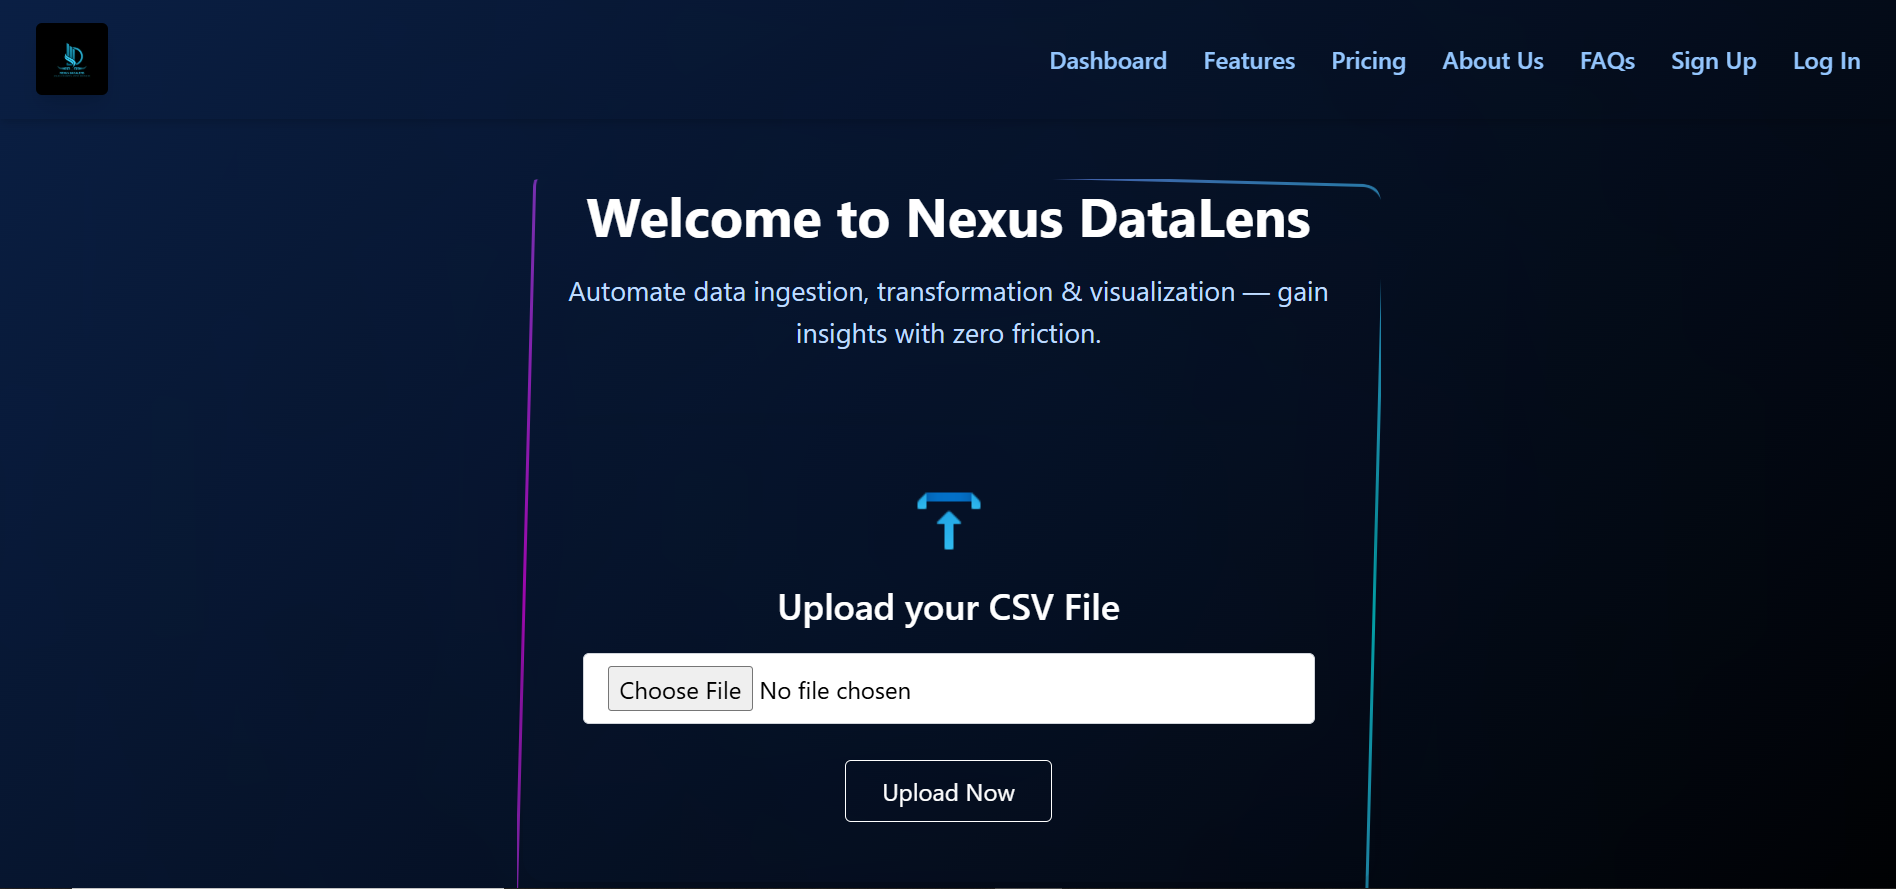 Dashboard Features Pricing About Us FAQs Sign Up Log In
Welcome to Nexus DataLens
Automate data ingestion, transformation & visualization — gain
insights with zero friction.
Upload your CSV File
Choose File No file chosen
Upload Now